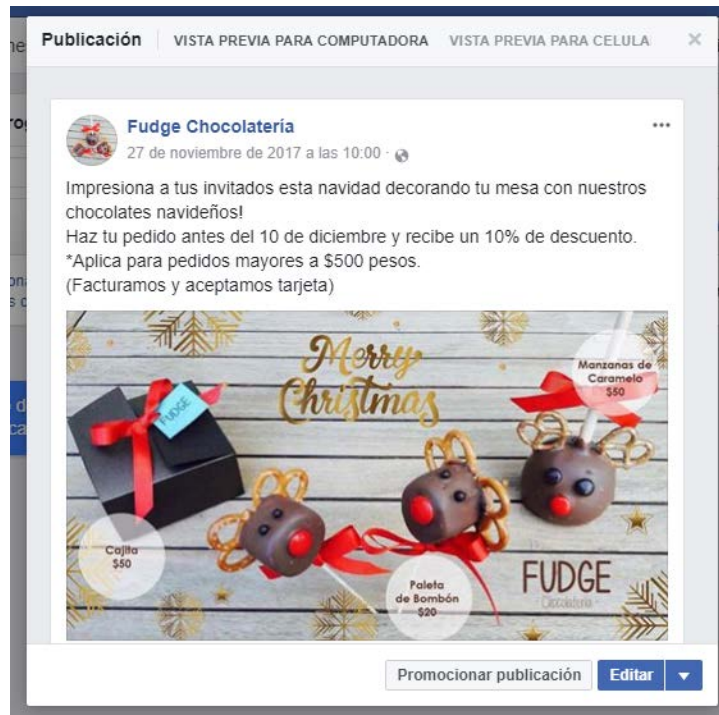 Publicación
VISTA PREVIA PARA COMPUTADORA
VISTA PREVIA PARA CELULA
Fudge Chocolatería
27 de noviembre de 2017 a las 10:00 ·
Impresiona a tus invitados esta navidad decorando tu mesa con nuestros
chocolates navideños!
Haz tu pedido antes del 10 de diciembre y recibe un 10% de descuento.
*Aplica para pedidos mayores a $500 pesos.
(Facturamos y aceptamos tarjeta)
Merry
Christmas
Manzanas de
Caramelo
$50
FUDGE
Cajita
$50
Paleta
de Bombón
$20
FUDGE
Chocolatería
Promocionar publicación
Editar